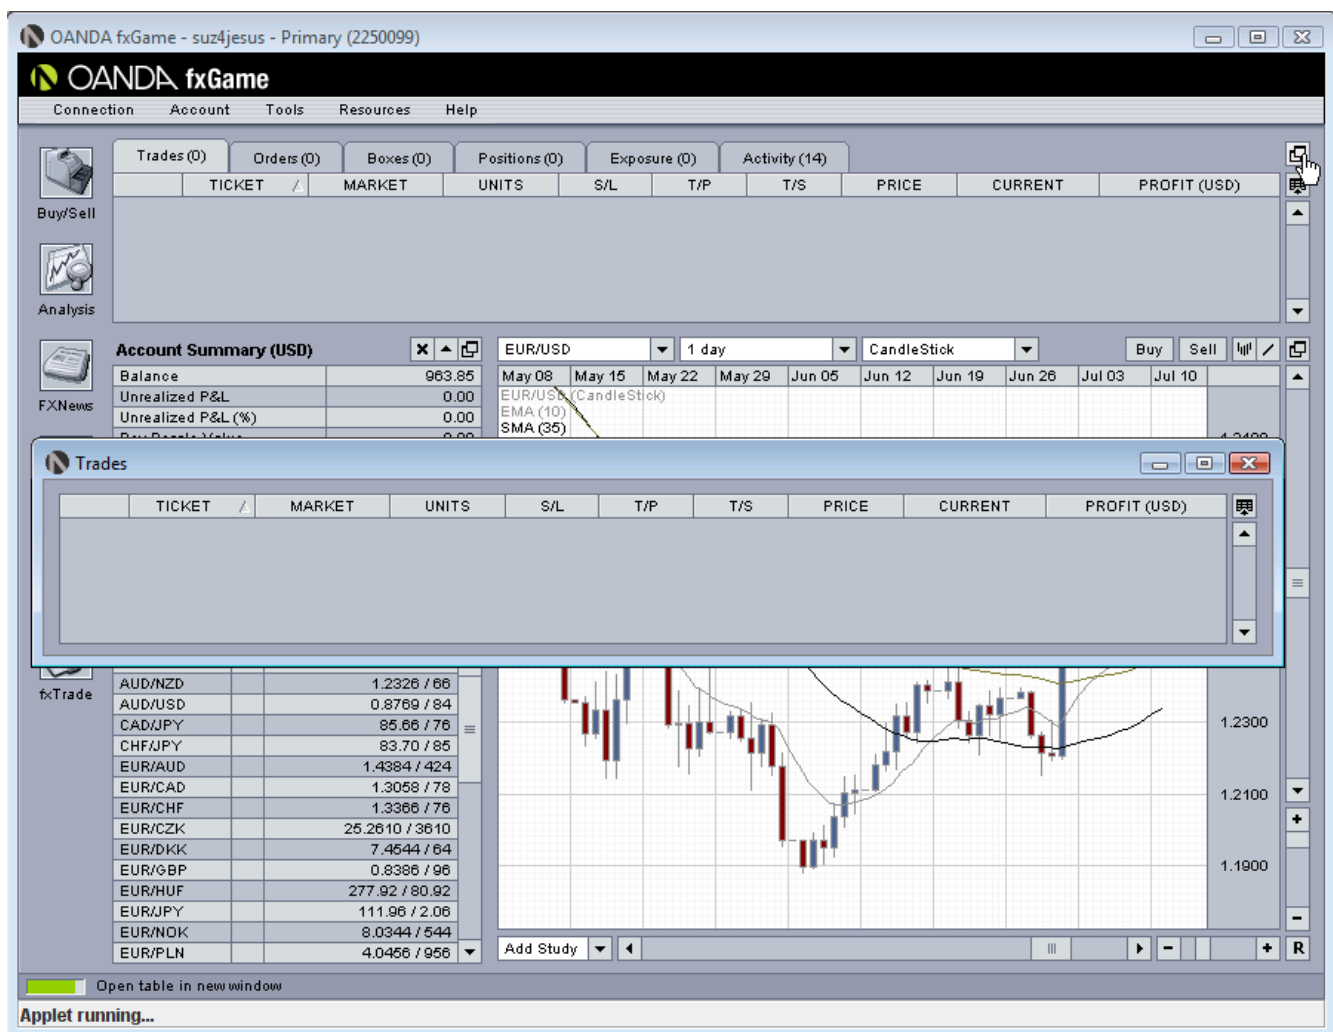 OANDA fxGame - suz4jesus - Primary (2250099)
OANDA fxGame
Connection Account Tools Resources Help
Trades (0) Orders (0) Boxes (0) Positions (0) Exposure (0) Activity (14)
TICKET MARKET UNITS S/L T/P T/S PRICE CURRENT PROFIT (USD)
Buy/Sell
Analysis
FXNews
Account Summary (USD)
Balance 963.85
Unrealized P&L 0.00
Unrealized P&L (%) 0.00
EUR/USD 1 day CandleStick Buy Sell
May 08 May 15 May 22 May 29 Jun 05 Jun 12 Jun 19 Jun 26 Jul 03 Jul 10
EUR/USD (CandleStick)
EMA (10)
SMA (35)
Trades
TICKET MARKET UNITS S/L T/P T/S PRICE CURRENT PROFIT (USD)
fxTrade
AUD/NZD 1.2326 / 66
AUD/USD 0.8769 / 84
CAD/JPY 85.66 / 76
CHF/JPY 83.70 / 85
EUR/AUD 1.4384 / 424
EUR/CAD 1.3058 / 78
EUR/CHF 1.3366 / 76
EUR/CZK 25.2610 / 3610
EUR/DKK 7.4544 / 64
EUR/GBP 0.8386 / 96
EUR/HUF 277.92 / 80.92
EUR/JPY 111.96 / 2.06
EUR/NOK 8.0344 / 544
EUR/PLN 4.0456 / 956
1.2300
1.2100
1.1900
Add Study
R
Open table in new window
Applet running...